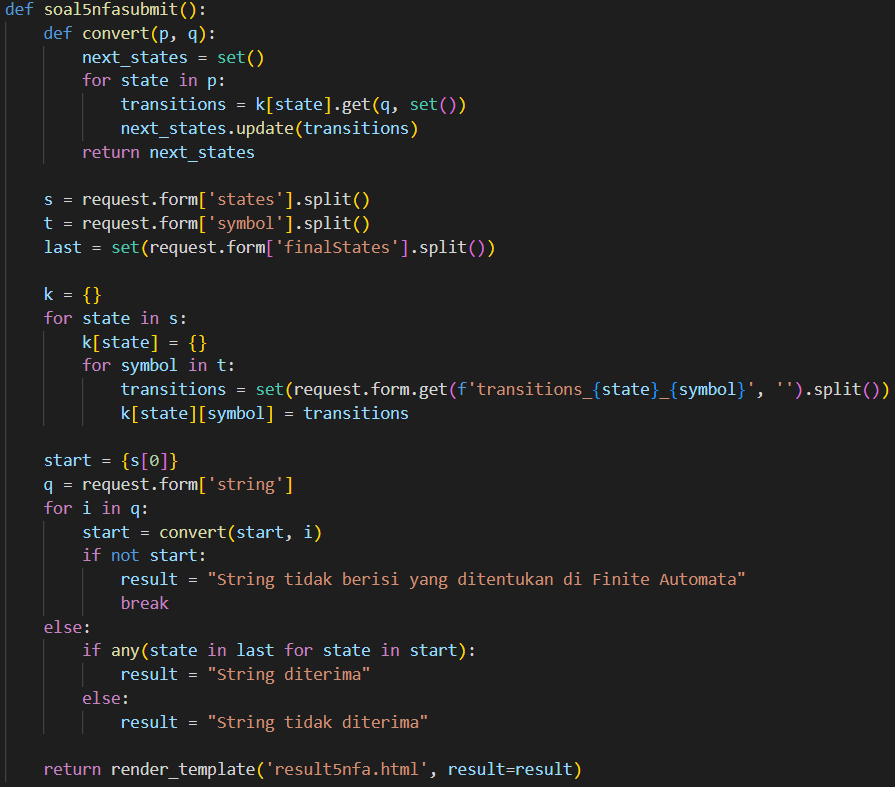 def soal5nfasubmit():
    def convert(p, q):
        next_states = set()
        for state in p:
            transitions = k[state].get(q, set())
            next_states.update(transitions)
        return next_states

    s = request.form['states'].split()
    t = request.form['symbol'].split()
    last = set(request.form['finalStates'].split())

    k = {}
    for state in s:
        k[state] = {}
        for symbol in t:
            transitions = set(request.form.get(f'transitions_{state}_{symbol}', '').split())
            k[state][symbol] = transitions

    start = {s[0]}
    q = request.form['string']
    for i in q:
        start = convert(start, i)
        if not start:
            result = "String tidak berisi yang ditentukan di Finite Automata"
            break
    else:
        if any(state in last for state in start):
            result = "String diterima"
        else:
            result = "String tidak diterima"

    return render_template('result5nfa.html', result=result)